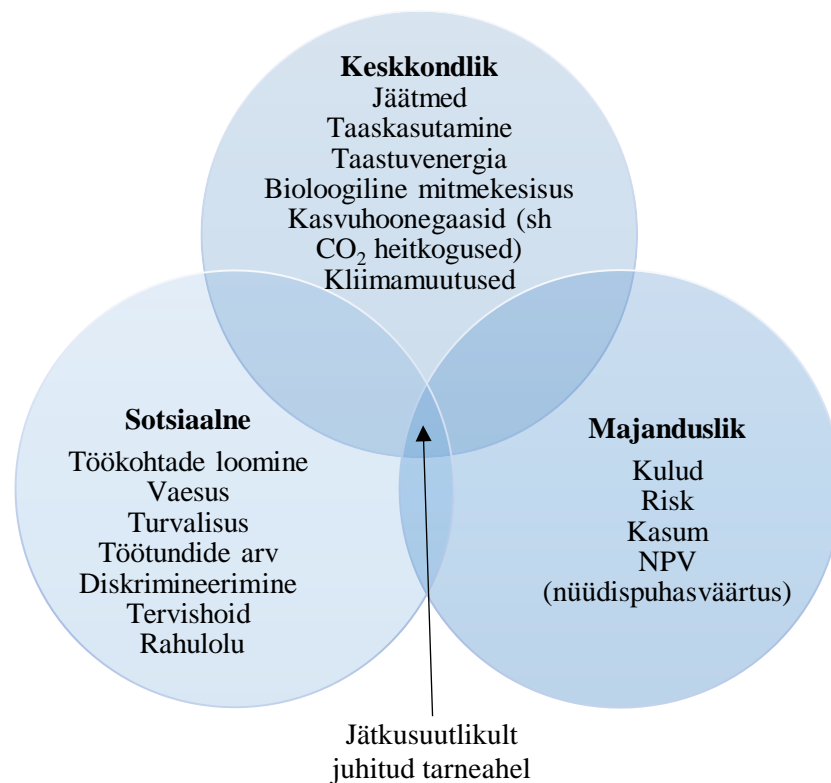 Keskkondlik
Jäätmed
Taaskasutamine
Taastuvenergia
Bioloogiline mitmekesisus
Kasvuhoonegaasid (sh
CO₂ heitkogused)
Kliimamuutused
Sotsiaalne
Töökohtade loomine
Vaesus
Turvalisus
Töötundide arv
Diskrimineerimine
Tervishoid
Rahulolu
Majanduslik
Kulud
Risk
Kasum
NPV
(nüüdispuhasväärtus)
Jätkusuutlikult
juhitud tarneahel